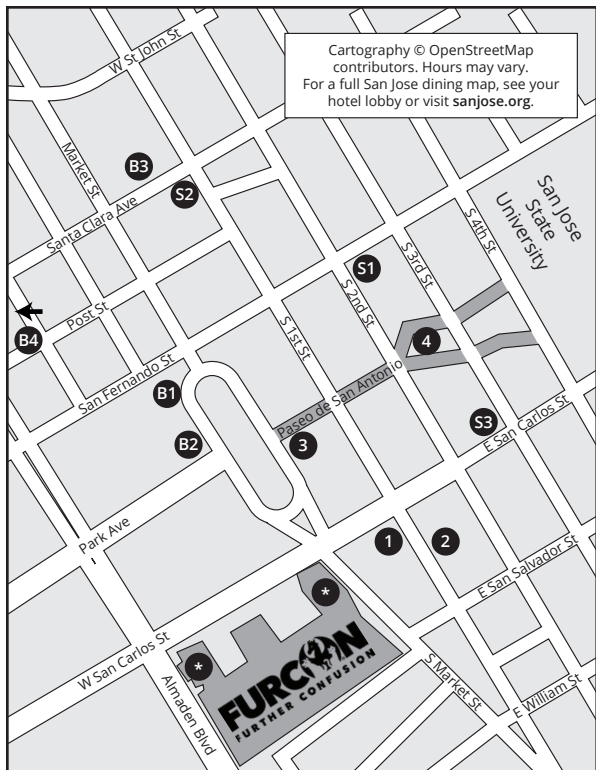 W St John St
Cartography © OpenStreetMap
contributors. Hours may vary.
For a full San Jose dining map, see your
hotel lobby or visit sanjose.org.
Market St
B3
S2
Santa Clara Ave
San Jose
State
University
S 4th St
S 3rd St
S1
S 2nd St
B4
Post St
S 1st St
4
San Fernando St
B1
Paseo de San Antonio
S3
E San Carlos St
B2
3
Park Ave
1
2
E San Salvador St
*
*
W San Carlos St
FURCON
FURTHER CONFUSION
S Market St
Almaden Blvd
E William St